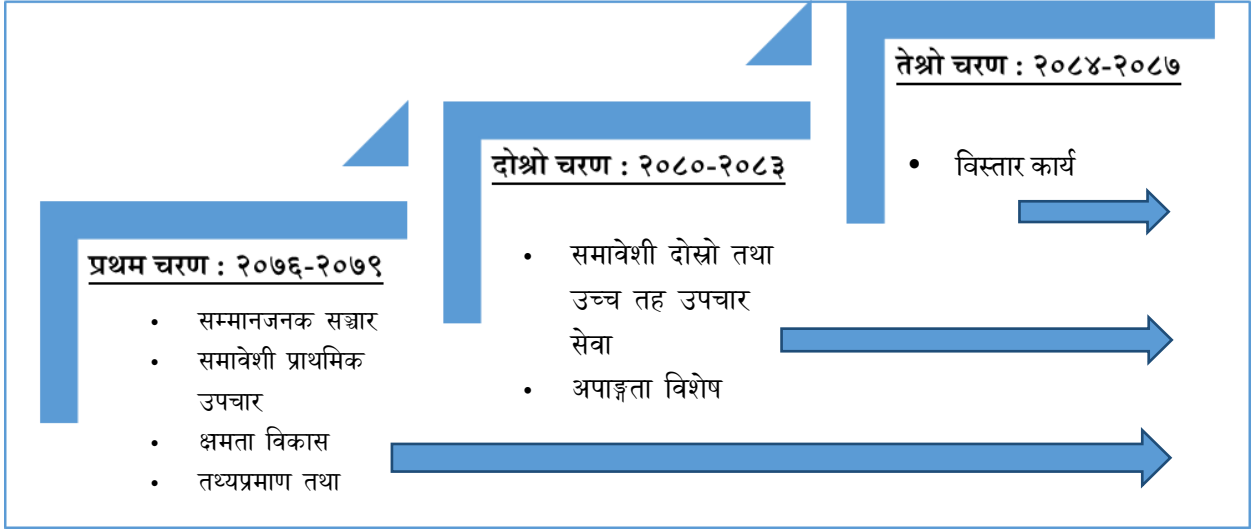 प्रथम चरण : २०७६-२०७९
• सम्मानजनक सञ्चार
• समावेशी प्राथमिक
उपचार
• क्षमता विकास
• तथ्यप्रमाण तथा
दोश्रो चरण : २०८०-२०८३
• समावेशी दोस्रो तथा
उच्च तह उपचार
सेवा
• अपाङ्गता विशेष
तेश्रो चरण : २०८४-२०८७
• विस्तार कार्य